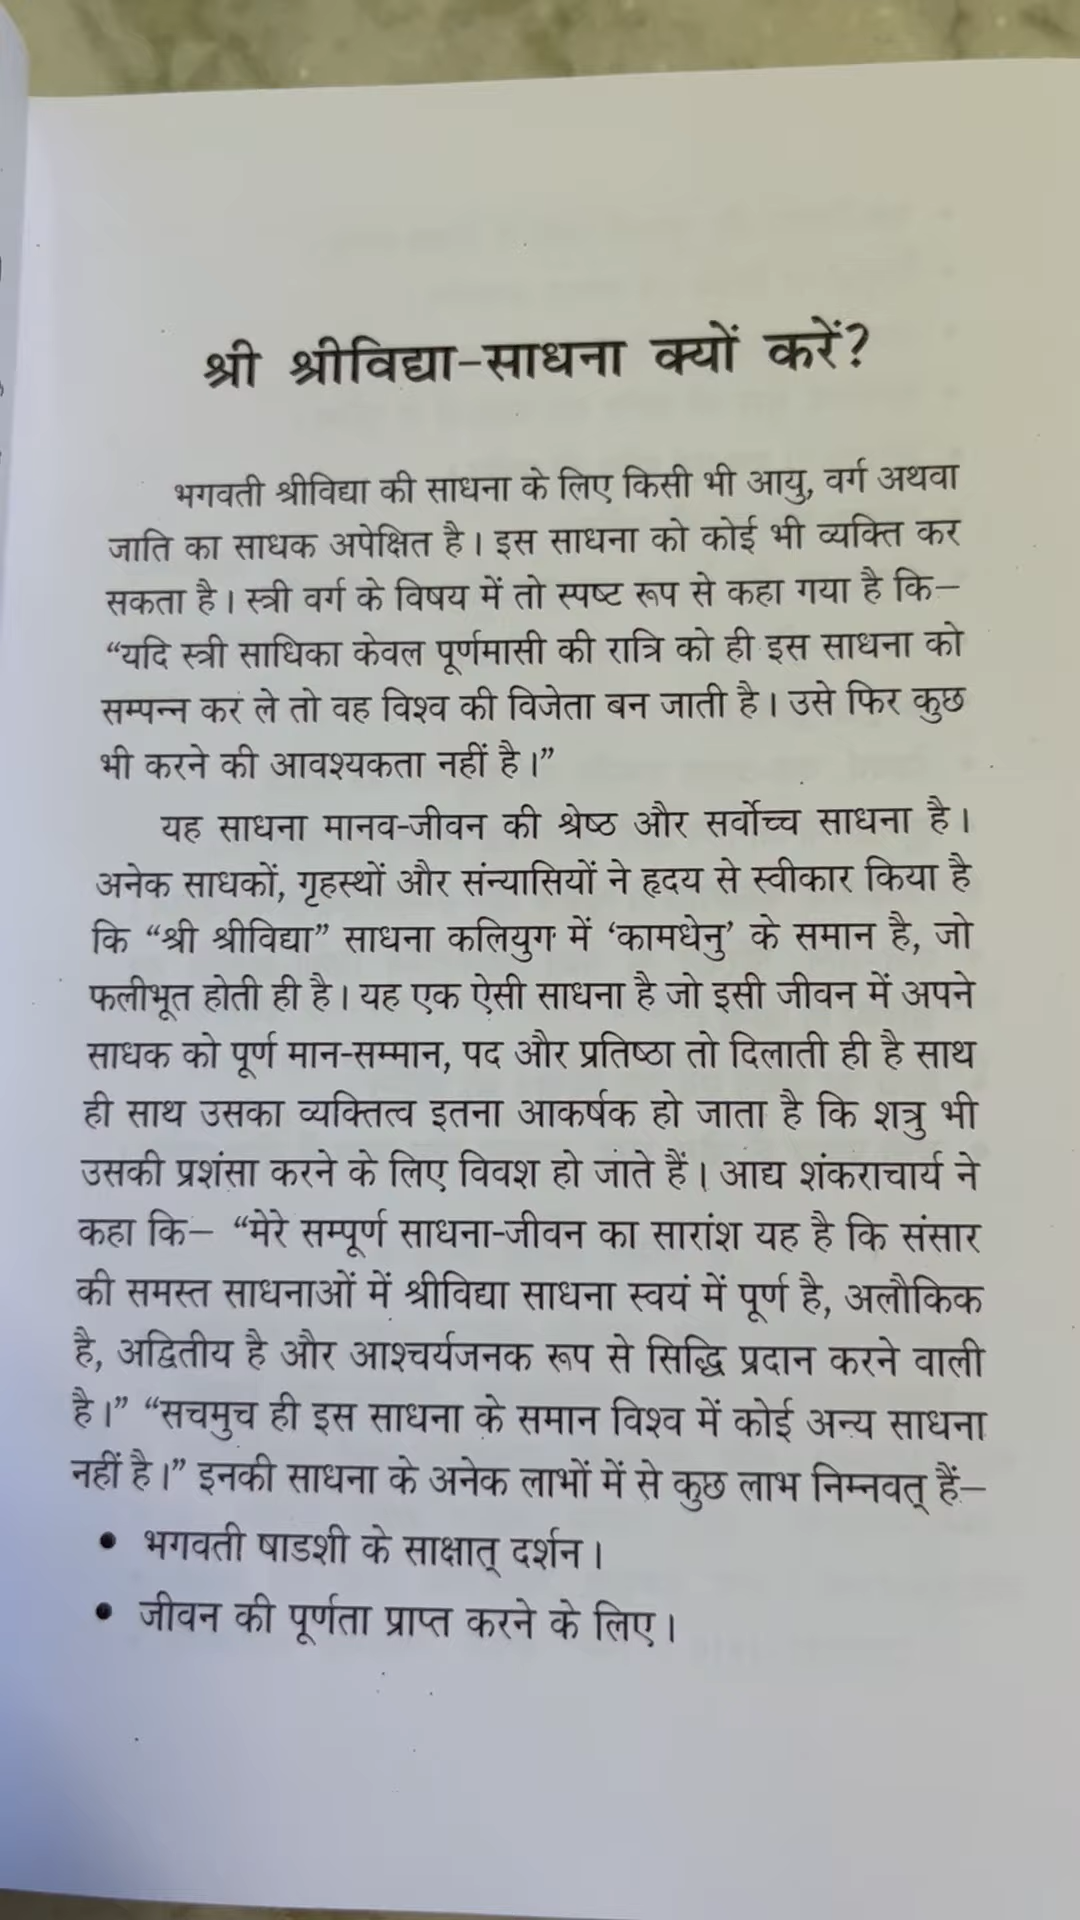 श्री श्रीविद्या-साधना क्यों करें?
भगवती श्रीविद्या की साधना के लिए किसी भी आयु, वर्ग अथवा
जाति का साधक अपेक्षित है। इस साधना को कोई भी व्यक्ति कर
सकता है। स्त्री वर्ग के विषय में तो स्पष्ट रूप से कहा गया है कि–
“यदि स्त्री साधिका केवल पूर्णमासी की रात्रि को ही इस साधना को
सम्पन्न कर ले तो वह विश्व की विजेता बन जाती है। उसे फिर कुछ
भी करने की आवश्यकता नहीं है।”
यह साधना मानव-जीवन की श्रेष्ठ और सर्वोच्च साधना है।
अनेक साधकों, गृहस्थों और संन्यासियों ने हृदय से स्वीकार किया है
कि “श्री श्रीविद्या” साधना कलियुग में ‘कामधेनु’ के समान है, जो
फलीभूत होती ही है। यह एक ऐसी साधना है जो इसी जीवन में अपने
साधक को पूर्ण मान-सम्मान, पद और प्रतिष्ठा तो दिलाती ही है साथ
ही साथ उसका व्यक्तित्व इतना आकर्षक हो जाता है कि शत्रु भी
उसकी प्रशंसा करने के लिए विवश हो जाते हैं। आद्य शंकराचार्य ने
कहा कि– “मेरे सम्पूर्ण साधना-जीवन का सारांश यह है कि संसार
की समस्त साधनाओं में श्रीविद्या साधना स्वयं में पूर्ण है, अलौकिक
है, अद्वितीय है और आश्चर्यजनक रूप से सिद्धि प्रदान करने वाली
है।” “सचमुच ही इस साधना के समान विश्व में कोई अन्य साधना
नहीं है।” इनकी साधना के अनेक लाभों में से कुछ लाभ निम्नवत् हैं–
• भगवती षाडशी के साक्षात् दर्शन।
• जीवन की पूर्णता प्राप्त करने के लिए।